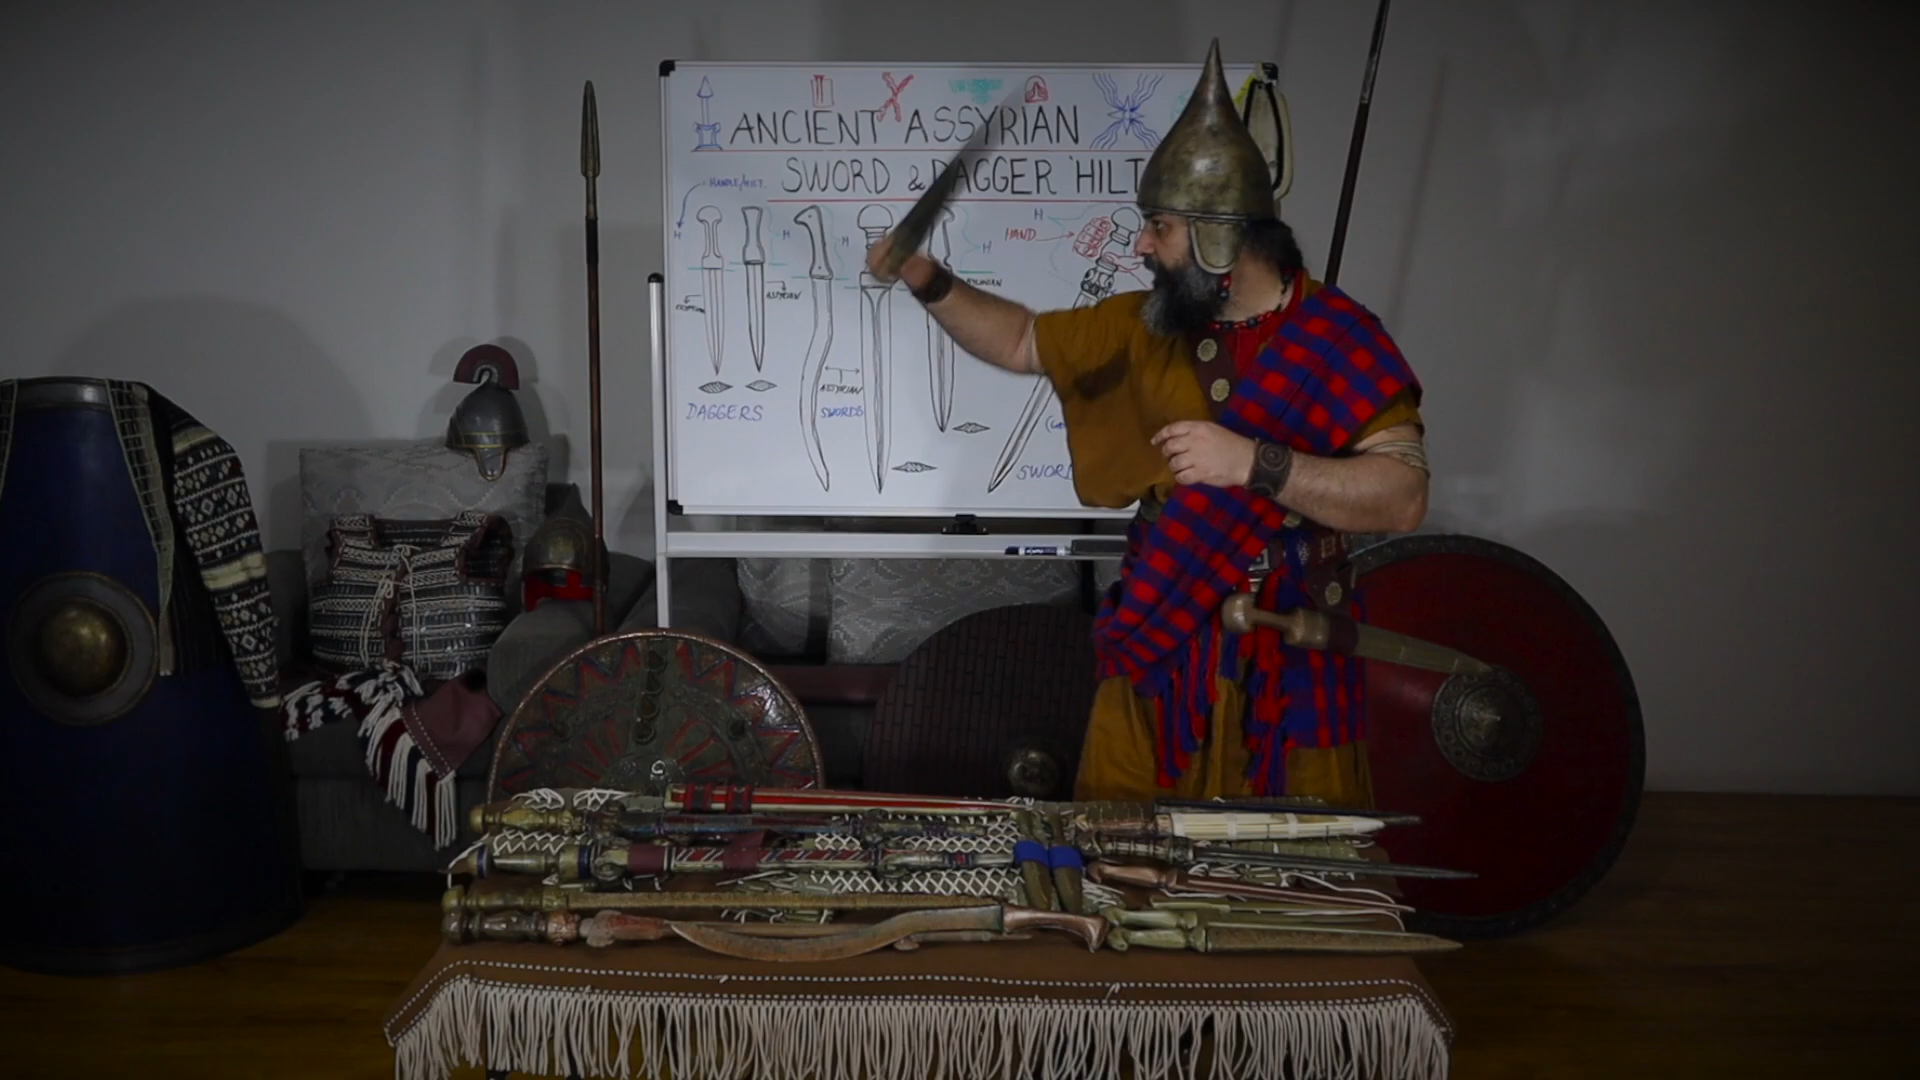 ANCIENT ASSYRIAN
SWORD & DAGGER HILT
HANDLE/HILT
H
H
H
H
H
HAND
ASSYRIAN
ASSYRIAN
SWORDS
DAGGERS
SWORD